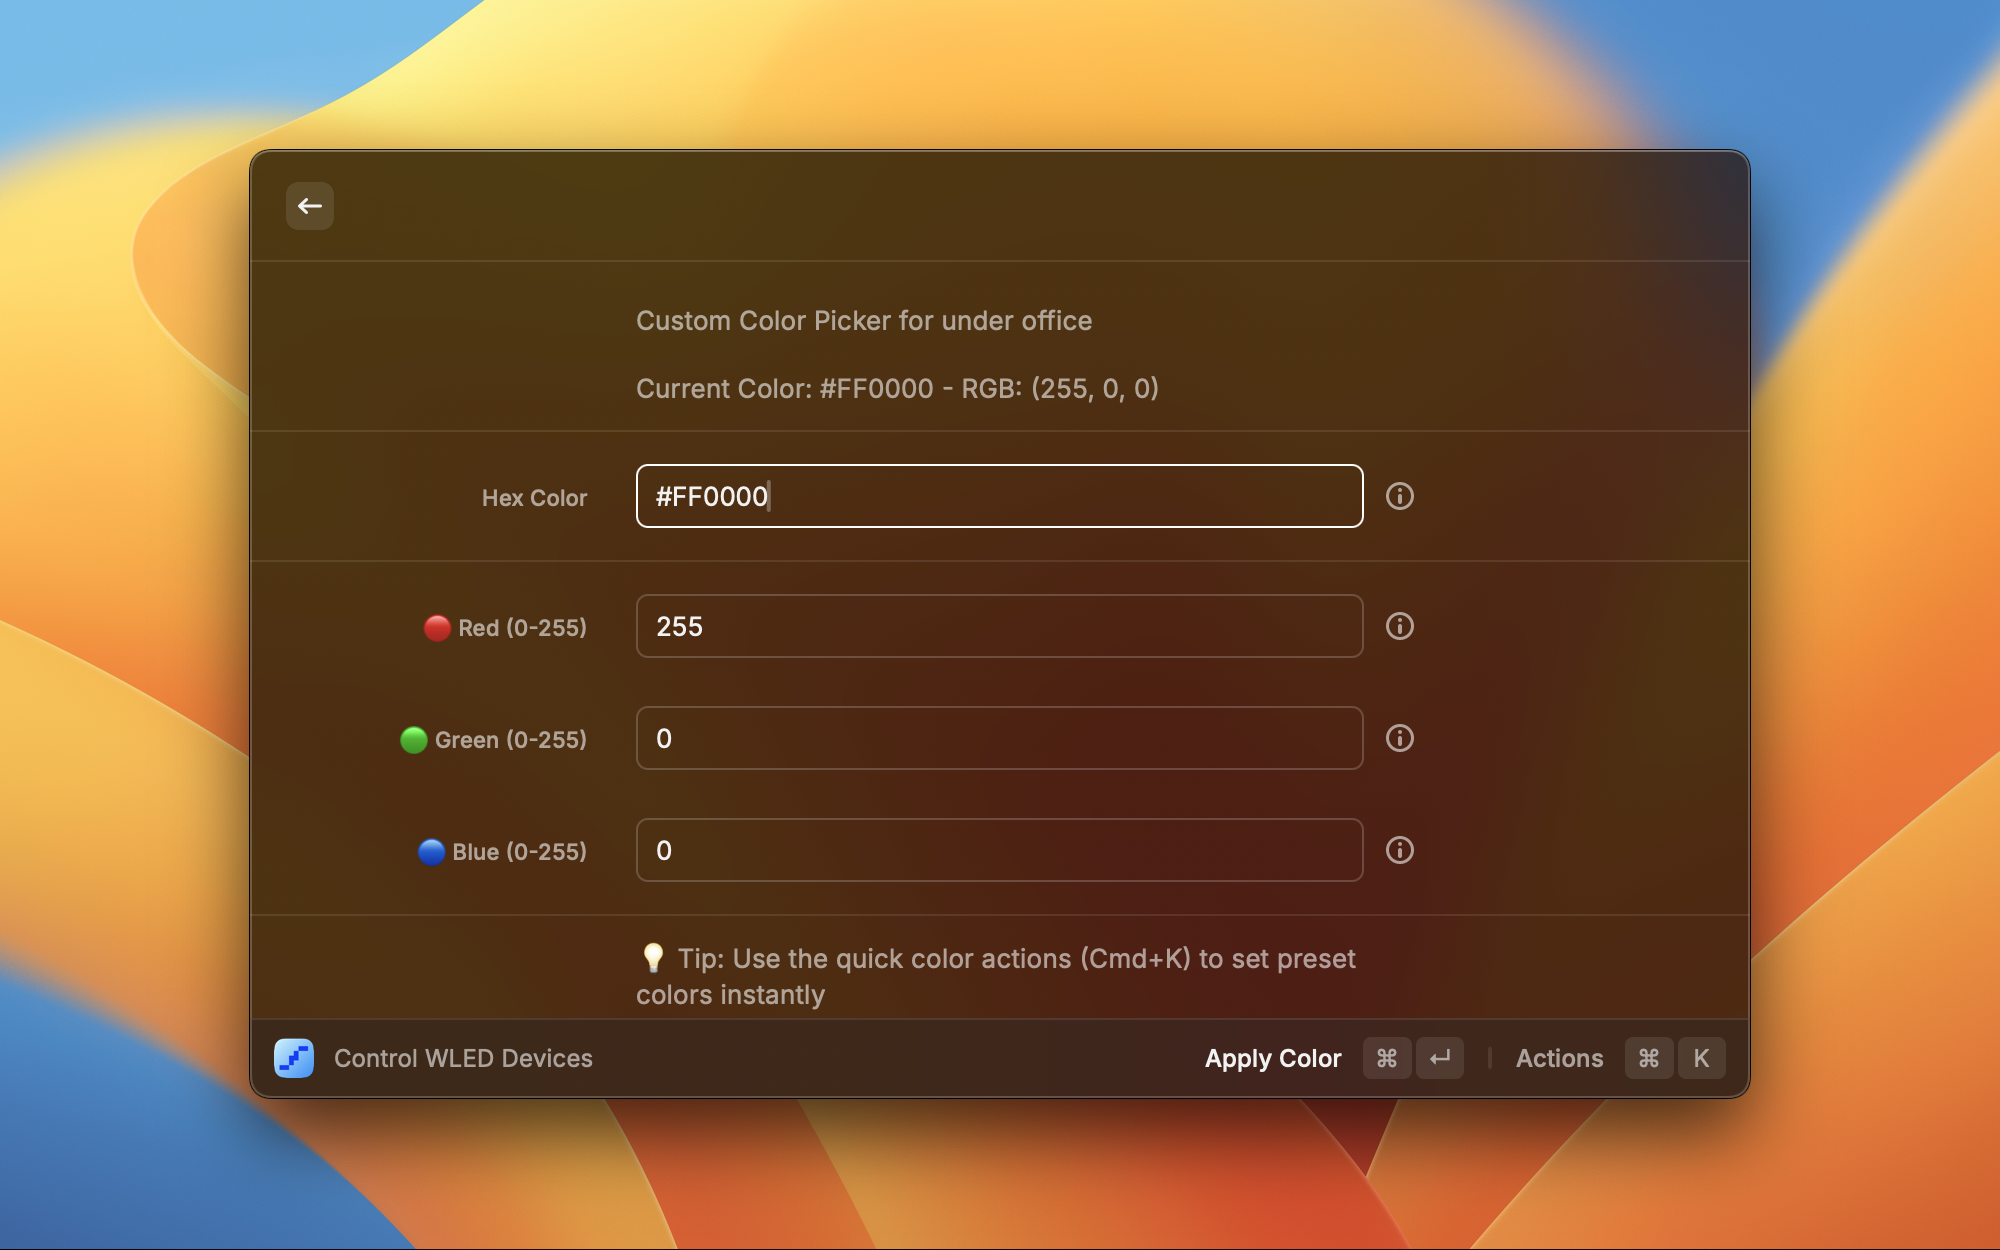 Custom Color Picker for under office
Current Color: #FF0000 - RGB: (255, 0, 0)
Hex Color
#FF0000
Red (0-255)
255
Green (0-255)
0
Blue (0-255)
0
💡 Tip: Use the quick color actions (Cmd+K) to set preset
colors instantly
Control WLED Devices
Apply Color ⌘ ↵ | Actions ⌘ K